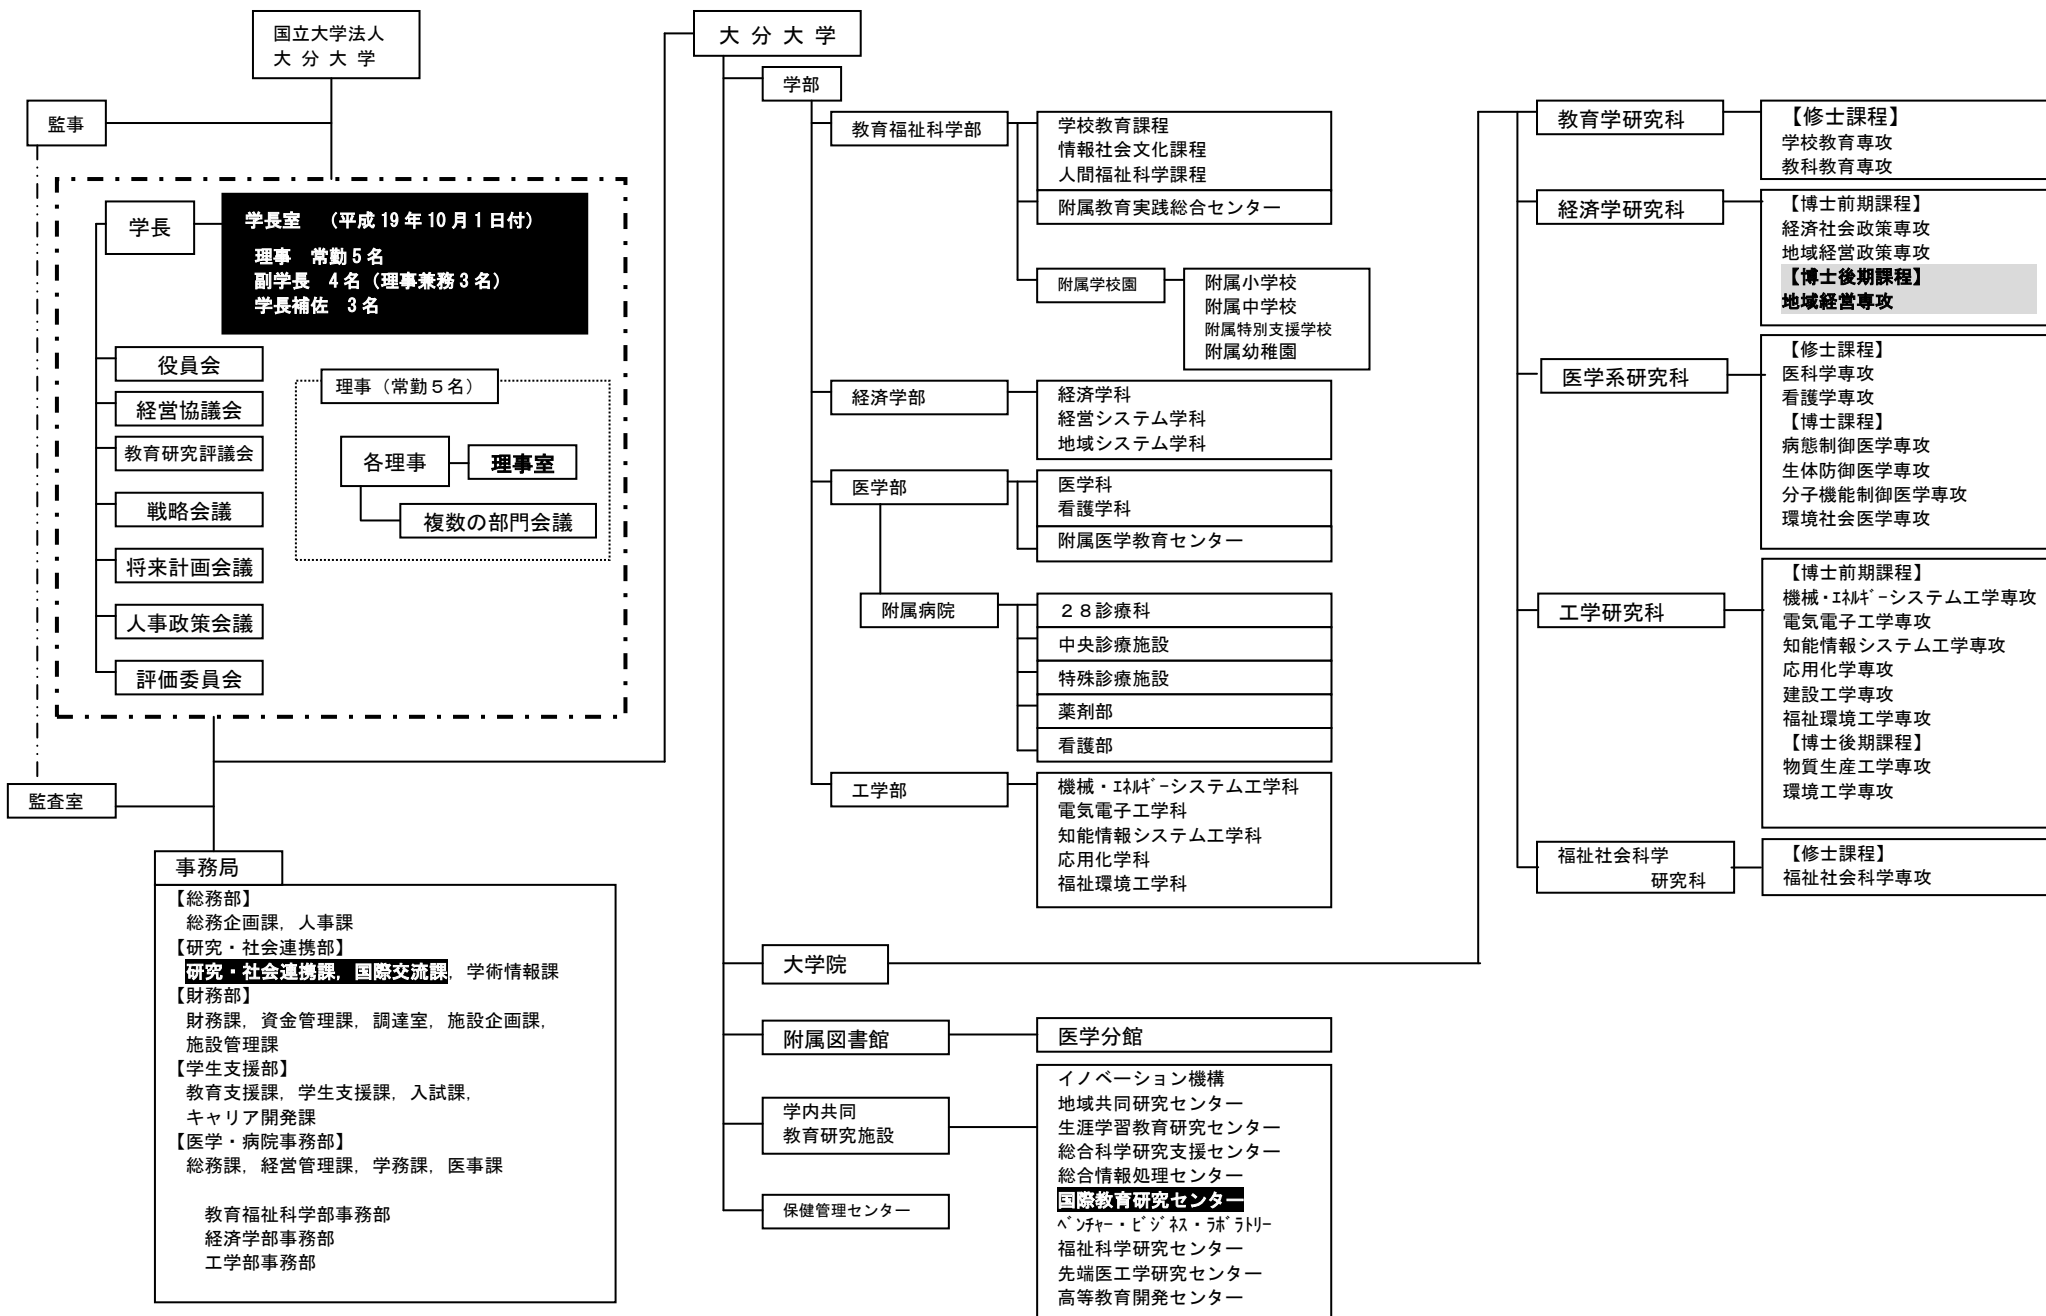 国立大学法人
大 分 大 学
監事
学長
学長室　（平成 19 年 10 月 1 日付）
理事　常勤 5 名
副学長　4 名（理事兼務 3 名）
学長補佐　3 名
役員会
経営協議会
教育研究評議会
戦略会議
将来計画会議
人事政策会議
評価委員会
理事（常勤５名）
各理事
理事室
複数の部門会議
監査室
事務局
【総務部】
総務企画課，人事課
【研究・社会連携部】
研究・社会連携課，国際交流課，学術情報課
【財務部】
財務課，資金管理課，調達室，施設企画課，
施設管理課
【学生支援部】
教育支援課，学生支援課，入試課，
キャリア開発課
【医学・病院事務部】
総務課，経営管理課，学務課，医事課
教育福祉科学部事務部
経済学部事務部
工学部事務部
大 分 大 学
学部
教育福祉科学部
学校教育課程
情報社会文化課程
人間福祉科学課程
附属教育実践総合センター
附属学校園
附属小学校
附属中学校
附属特別支援学校
附属幼稚園
経済学部
経済学科
経営システム学科
地域システム学科
医学部
医学科
看護学科
附属医学教育センター
附属病院
２８診療科
中央診療施設
特殊診療施設
薬剤部
看護部
工学部
機械・ｴﾈﾙｷﾞｰシステム工学科
電気電子工学科
知能情報システム工学科
応用化学科
福祉環境工学科
大学院
附属図書館
医学分館
学内共同
教育研究施設
イノベーション機構
地域共同研究センター
生涯学習教育研究センター
総合科学研究支援センター
総合情報処理センター
国際教育研究センター
ﾍﾞﾝﾁｬｰ・ﾋﾞｼﾞﾈｽ・ﾗﾎﾞﾗﾄﾘｰ
福祉科学研究センター
先端医工学研究センター
高等教育開発センター
保健管理センター
教育学研究科
【修士課程】
学校教育専攻
教科教育専攻
経済学研究科
【博士前期課程】
経済社会政策専攻
地域経営政策専攻
【博士後期課程】
地域経営専攻
医学系研究科
【修士課程】
医科学専攻
看護学専攻
【博士課程】
病態制御医学専攻
生体防御医学専攻
分子機能制御医学専攻
環境社会医学専攻
工学研究科
【博士前期課程】
機械・ｴﾈﾙｷﾞｰシステム工学専攻
電気電子工学専攻
知能情報システム工学専攻
応用化学専攻
建設工学専攻
福祉環境工学専攻
【博士後期課程】
物質生産工学専攻
環境工学専攻
福祉社会科学
研究科
【修士課程】
福祉社会科学専攻